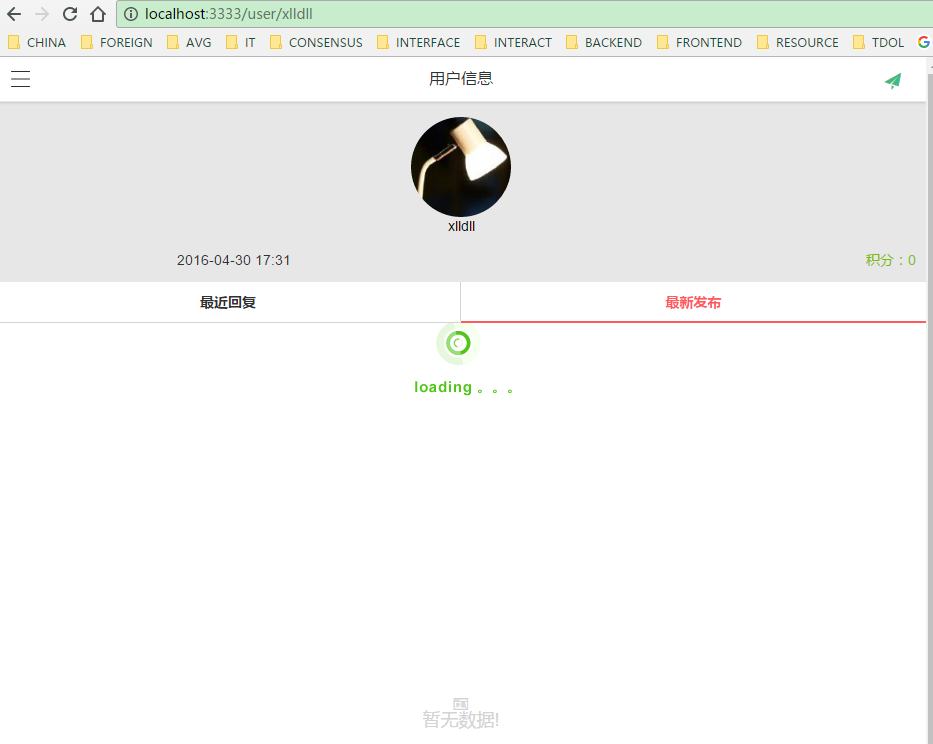 localhost:3333/user/xlldll
CHINA FOREIGN AVG IT CONSENSUS INTERFACE INTERACT BACKEND FRONTEND RESOURCE TDOL
用户信息
xlldll
2016-04-30 17:31 积分：0
最近回复 最新发布
loading 。。。
暂无数据!